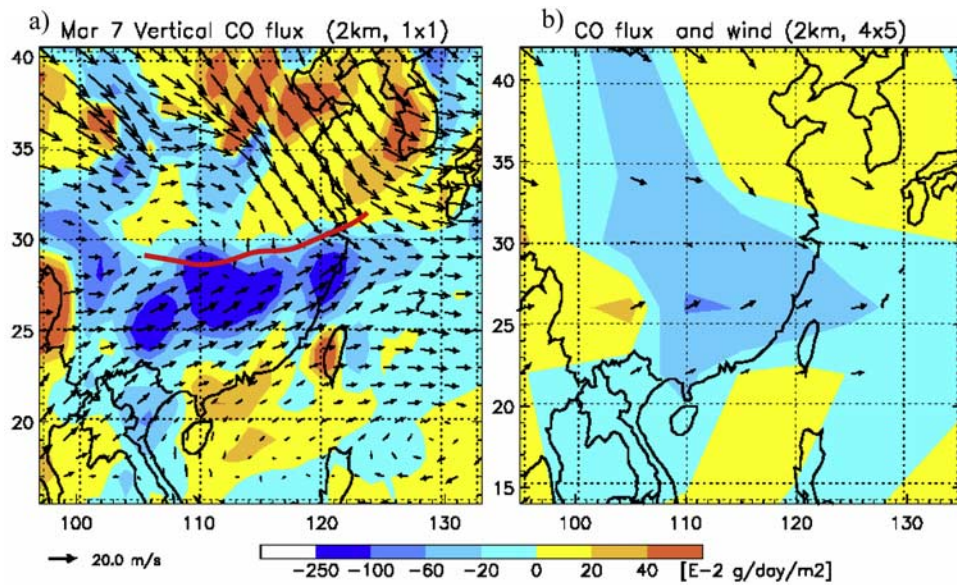 a) Mar 7 Vertical CO flux (2km, 1x1)
b) CO flux and wind (2km, 4x5)
40
35
30
25
20
100 110 120 130
40
35
30
25
20
14
100 110 120 130
20.0 m/s
-250 -100 -60 -20 0 20 40 [E-2 g/day/m2]